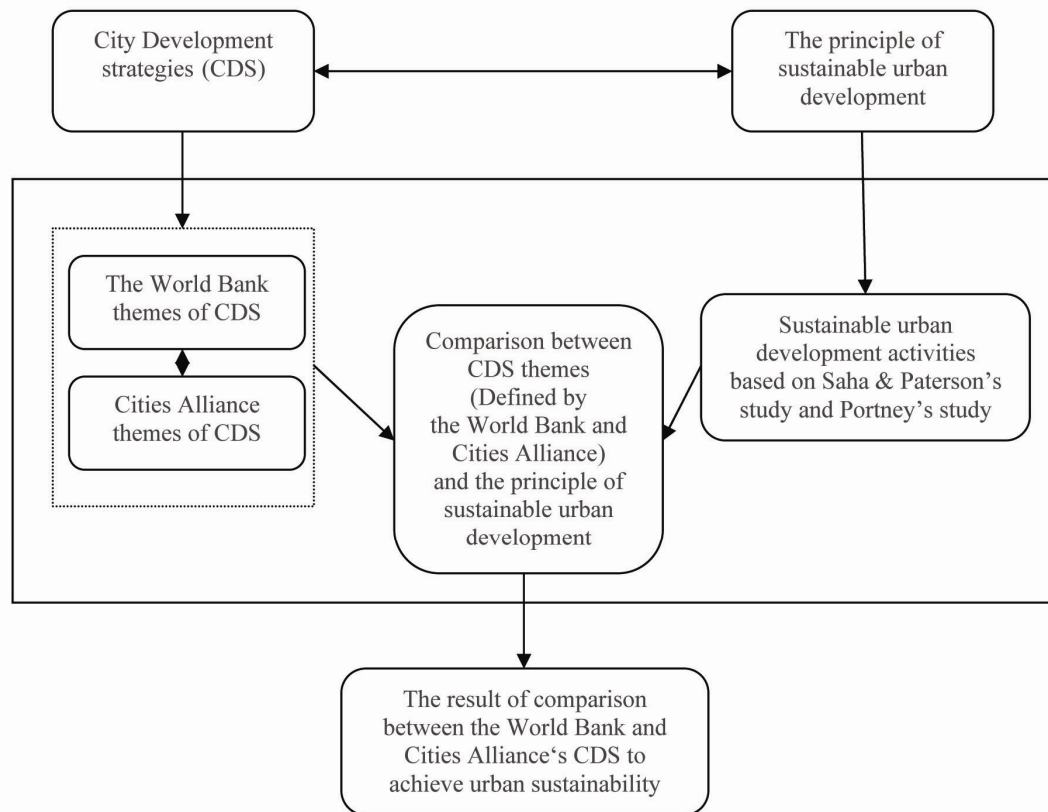 City Development
strategies (CDS)
The principle of
sustainable urban
development
The World Bank
themes of CDS
Cities Alliance
themes of CDS
Comparison between
CDS themes
(Defined by
the World Bank and
Cities Alliance)
and the principle of
sustainable urban
development
Sustainable urban
development activities
based on Saha & Paterson’s
study and Portney’s study
The result of comparison
between the World Bank and
Cities Alliance‘s CDS to
achieve urban sustainability